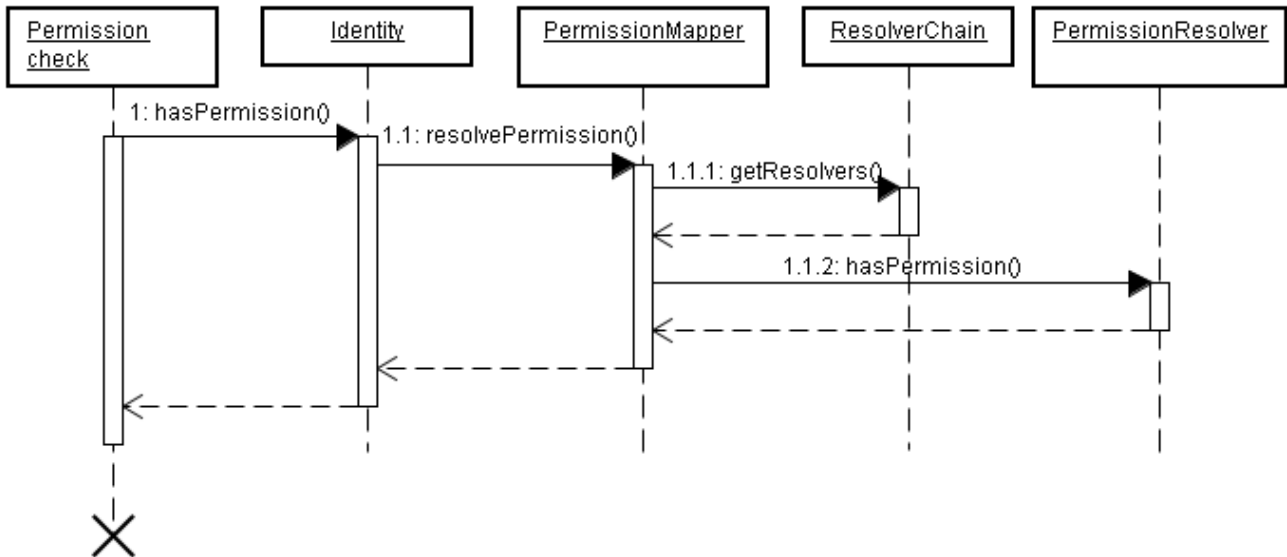 Permission
check
Identity
PermissionMapper
ResolverChain
PermissionResolver
1: hasPermission()
1.1: resolvePermission()
1.1.1: getResolvers()
1.1.2: hasPermission()